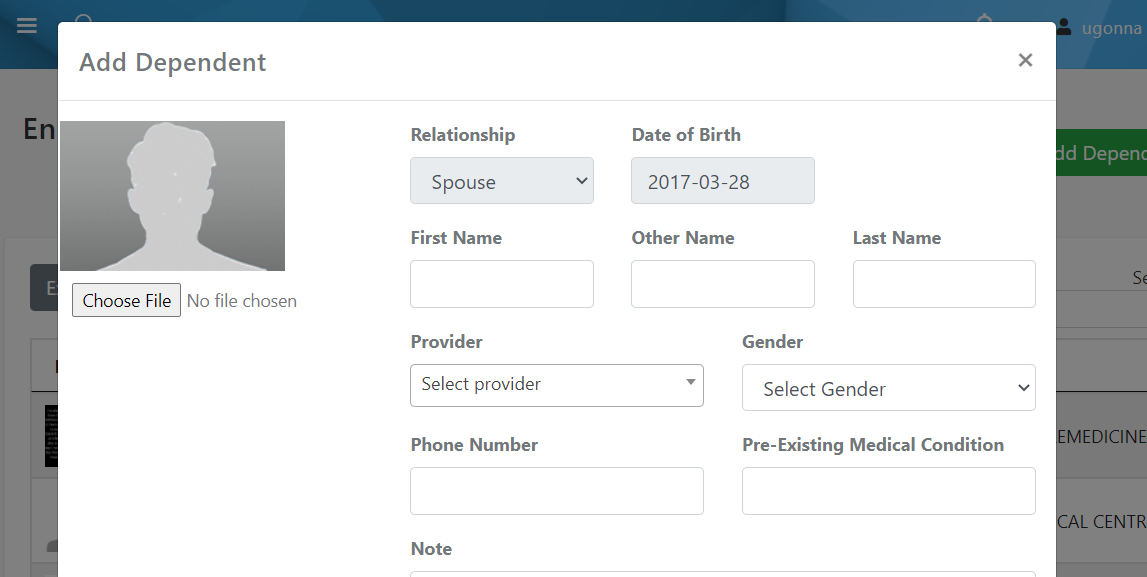 ugonna
Add Dependent
×
En
dd Depend
Relationship
Date of Birth
Spouse
2017-03-28
First Name
Other Name
Last Name
E
Se
Choose File
No file chosen
Provider
Gender
Select provider
Select Gender
EMEDICINE
Phone Number
Pre-Existing Medical Condition
CAL CENTR
Note